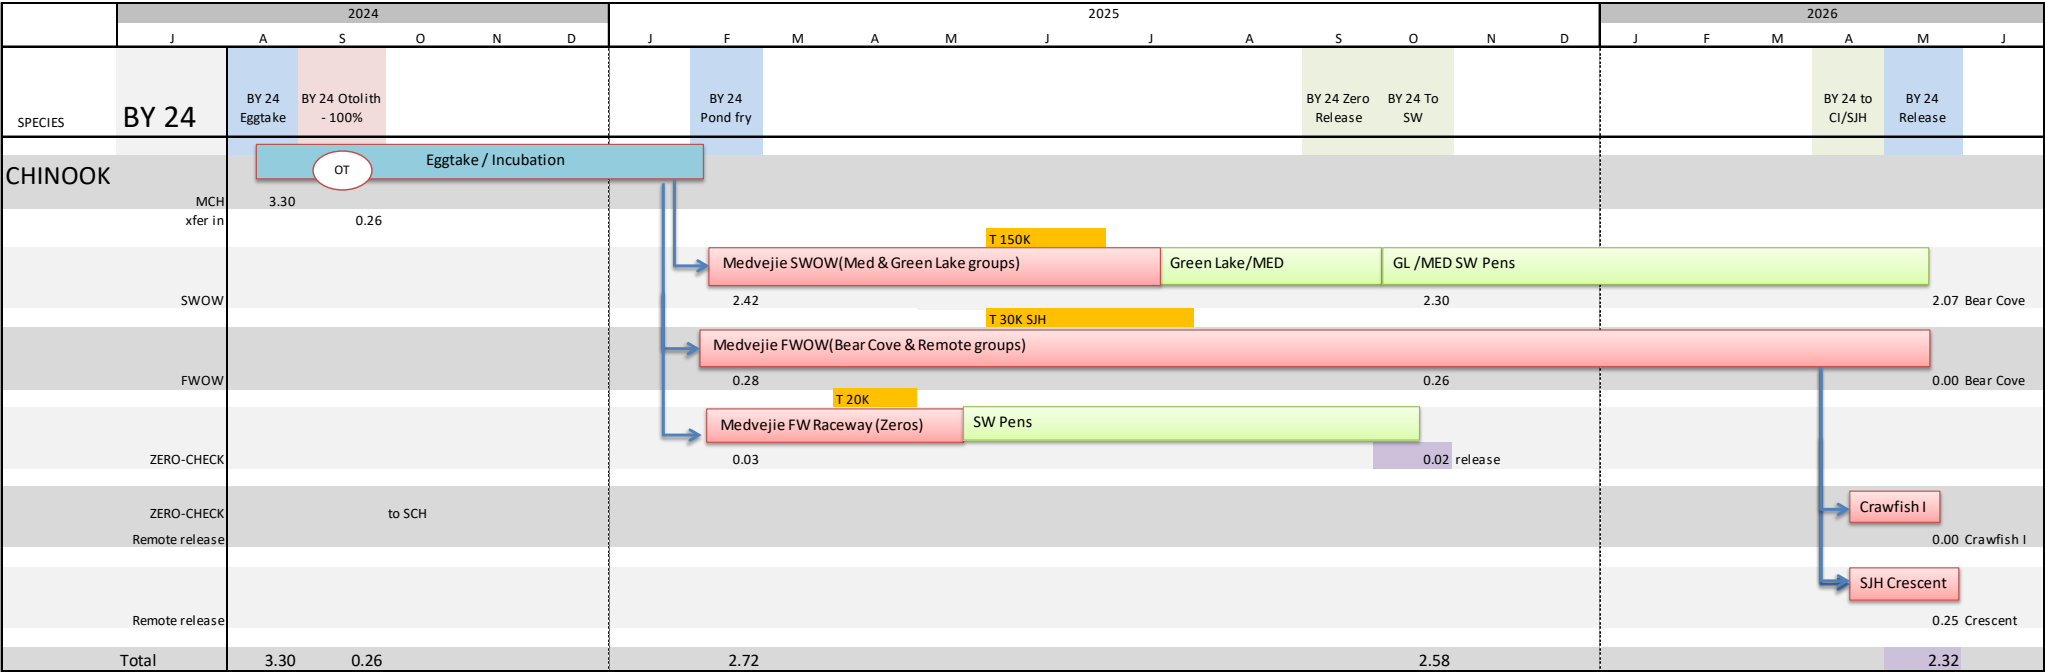 2024 2025 2026
J A S O N D J F M A M J J A S O N D J F M A M J
SPECIES BY 24
BY 24 Eggtake
BY 24 Otolith - 100%
BY 24 Pond fry
BY 24 Zero Release
BY 24 To SW
BY 24 to CI/SJH
BY 24 Release
Eggtake / Incubation
OT
CHINOOK
MCH 3.30
xfer in 0.26
T 150K
Medvejie SWOW(Med & Green Lake groups) Green Lake/MED GL /MED SW Pens
SWOW 2.42 2.30 2.07 Bear Cove
T 30K SJH
Medvejie FWOW(Bear Cove & Remote groups)
FWOW 0.28 0.26 0.00 Bear Cove
T 20K
Medvejie FW Raceway (Zeros) SW Pens
ZERO-CHECK 0.03 0.02 release
Crawfish I
ZERO-CHECK to SCH
Remote release 0.00 Crawfish I
SJH Crescent
Remote release 0.25 Crescent
Total 3.30 0.26 2.72 2.58 2.32